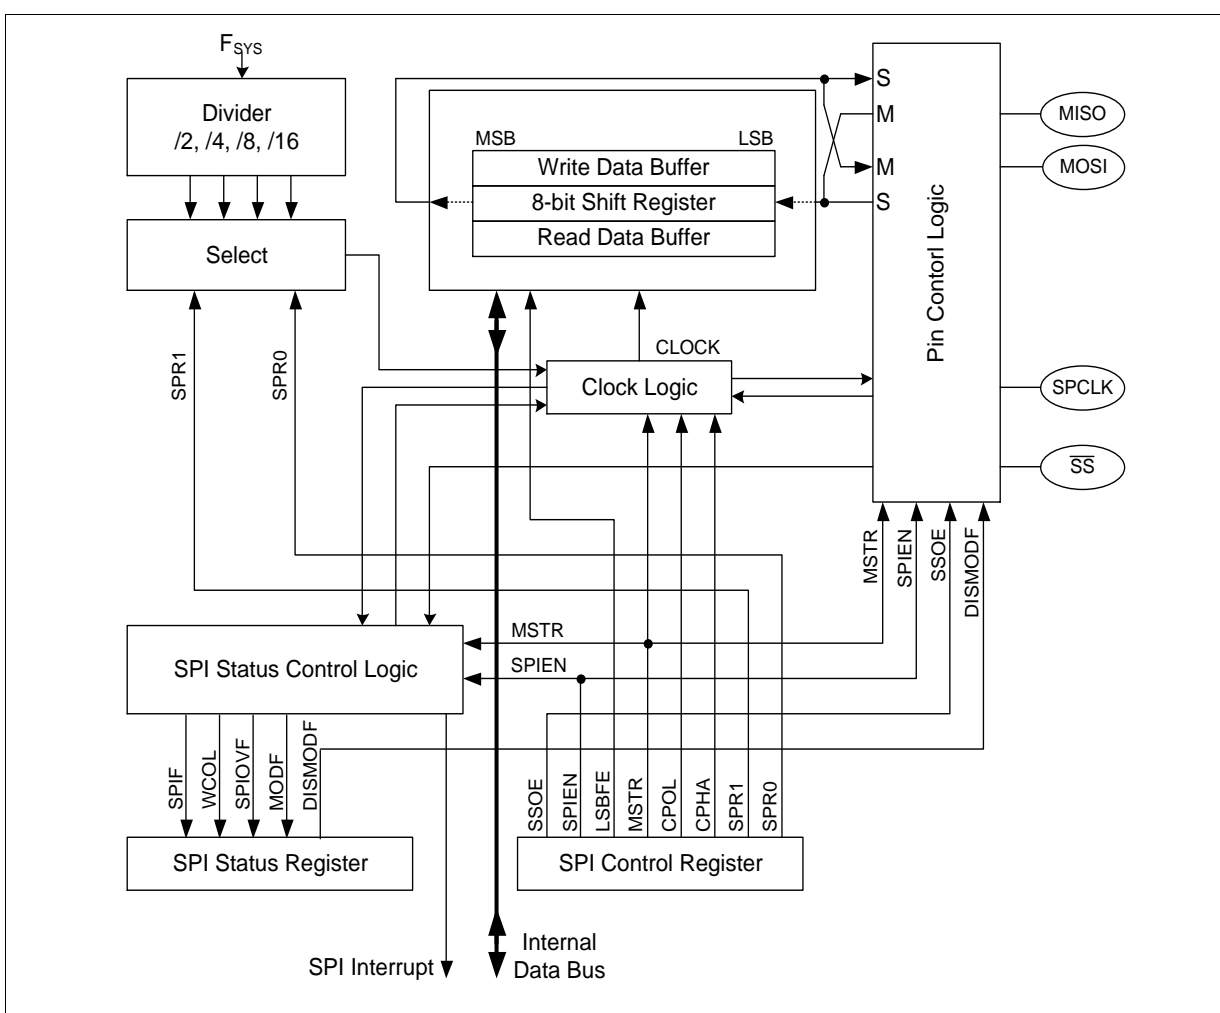 FSYS
Divider
/2, /4, /8, /16
Select
SPR1
SPR0
MSB
LSB
Write Data Buffer
8-bit Shift Register
Read Data Buffer
CLOCK
Clock Logic
S
M
M
S
Pin Contorl Logic
MISO
MOSI
SPCLK
SS
MSTR
SPIEN
SSOE
DISMODF
MSTR
SPIEN
SPI Status Control Logic
SPIF
WCOL
SPIOVF
MODF
DISMODF
SPI Status Register
SSOE
SPIEN
LSBFE
MSTR
CPOL
CPHA
SPR1
SPR0
SPI Control Register
SPI Interrupt
Internal
Data Bus